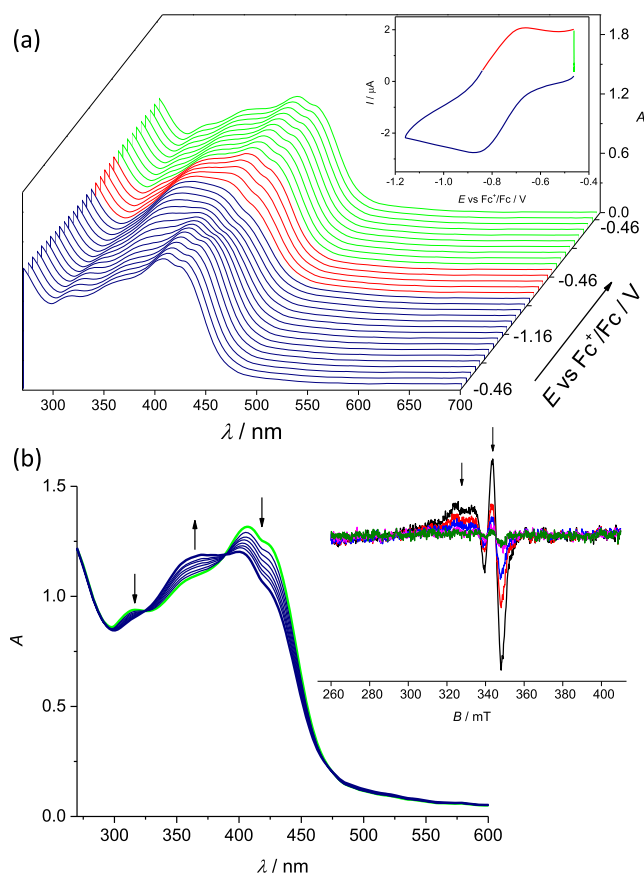 (a)
2
0
-2
I / μA
-1.2 -1.0 -0.8 -0.6 -0.4
E vs Fc⁺/Fc / V
1.8
1.2
0.6
0.0
A
-0.46
-0.46
-1.16
-0.46
E vs Fc⁺/Fc / V
300 350 400 450 500 550 600 650 700
λ / nm
(b)
1.5
1.0
0.5
0.0
A
300 350 400 450 500 550 600
λ / nm
260 280 300 320 340 360 380 400
B / mT